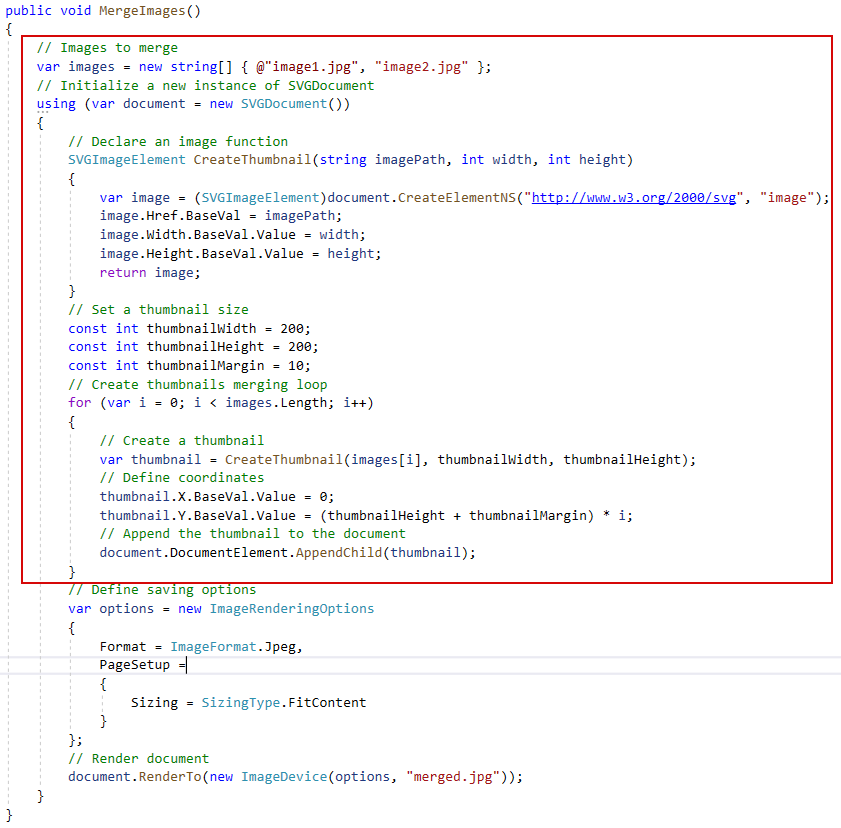 public void MergeImages()
{
// Images to merge
var images = new string[] { @"image1.jpg", "image2.jpg" };
// Initialize a new instance of SVGDocument
using (var document = new SVGDocument())
{
// Declare an image function
SVGImageElement CreateThumbnail(string imagePath, int width, int height)
{
var image = (SVGImageElement)document.CreateElementNS("http://www.w3.org/2000/svg", "image");
image.Href.BaseVal = imagePath;
image.Width.BaseVal.Value = width;
image.Height.BaseVal.Value = height;
return image;
}
// Set a thumbnail size
const int thumbnailWidth = 200;
const int thumbnailHeight = 200;
const int thumbnailMargin = 10;
// Create thumbnails merging loop
for (var i = 0; i < images.Length; i++)
{
// Create a thumbnail
var thumbnail = CreateThumbnail(images[i], thumbnailWidth, thumbnailHeight);
// Define coordinates
thumbnail.X.BaseVal.Value = 0;
thumbnail.Y.BaseVal.Value = (thumbnailHeight + thumbnailMargin) * i;
// Append the thumbnail to the document
document.DocumentElement.AppendChild(thumbnail);
}
// Define saving options
var options = new ImageRenderingOptions
{
Format = ImageFormat.Jpeg,
PageSetup =
{
Sizing = SizingType.FitContent
}
};
// Render document
document.RenderTo(new ImageDevice(options, "merged.jpg"));
}
}